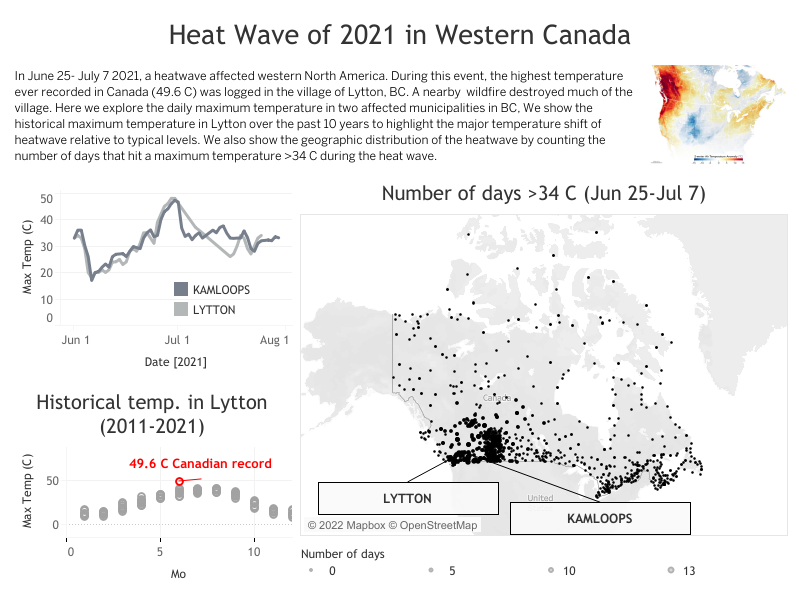 Heat Wave of 2021 in Western Canada
In June 25- July 7 2021, a heatwave affected western North America. During this event, the highest temperature
ever recorded in Canada (49.6 C) was logged in the village of Lytton, BC. A nearby wildfire destroyed much of the
village. Here we explore the daily maximum temperature in two affected municipalities in BC, We show the
historical maximum temperature in Lytton over the past 10 years to highlight the major temperature shift of
heatwave relative to typical levels. We also show the geographic distribution of the heatwave by counting the
number of days that hit a maximum temperature >34 C during the heat wave.
Max Temp (C)
50
40
30
20
10
0
KAMLOOPS
LYTTON
Jun 1
Jul 1
Aug 1
Date [2021]
Historical temp. in Lytton
(2011-2021)
49.6 C Canadian record
Max Temp (C)
50
0
0
5
10
Mo
Number of days >34 C (Jun 25-Jul 7)
Canada
United
LYTTON
KAMLOOPS
© 2022 Mapbox © OpenStreetMap
Number of days
0
5
10
13